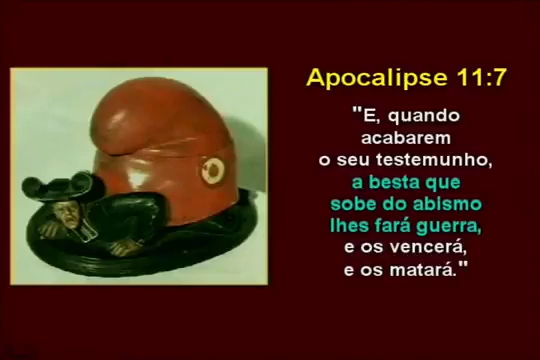 Apocalipse 11:7
"E, quando
acabarem
o seu testemunho,
a besta que
sobe do abismo
lhes fará guerra,
e os vencerá,
e os matará."